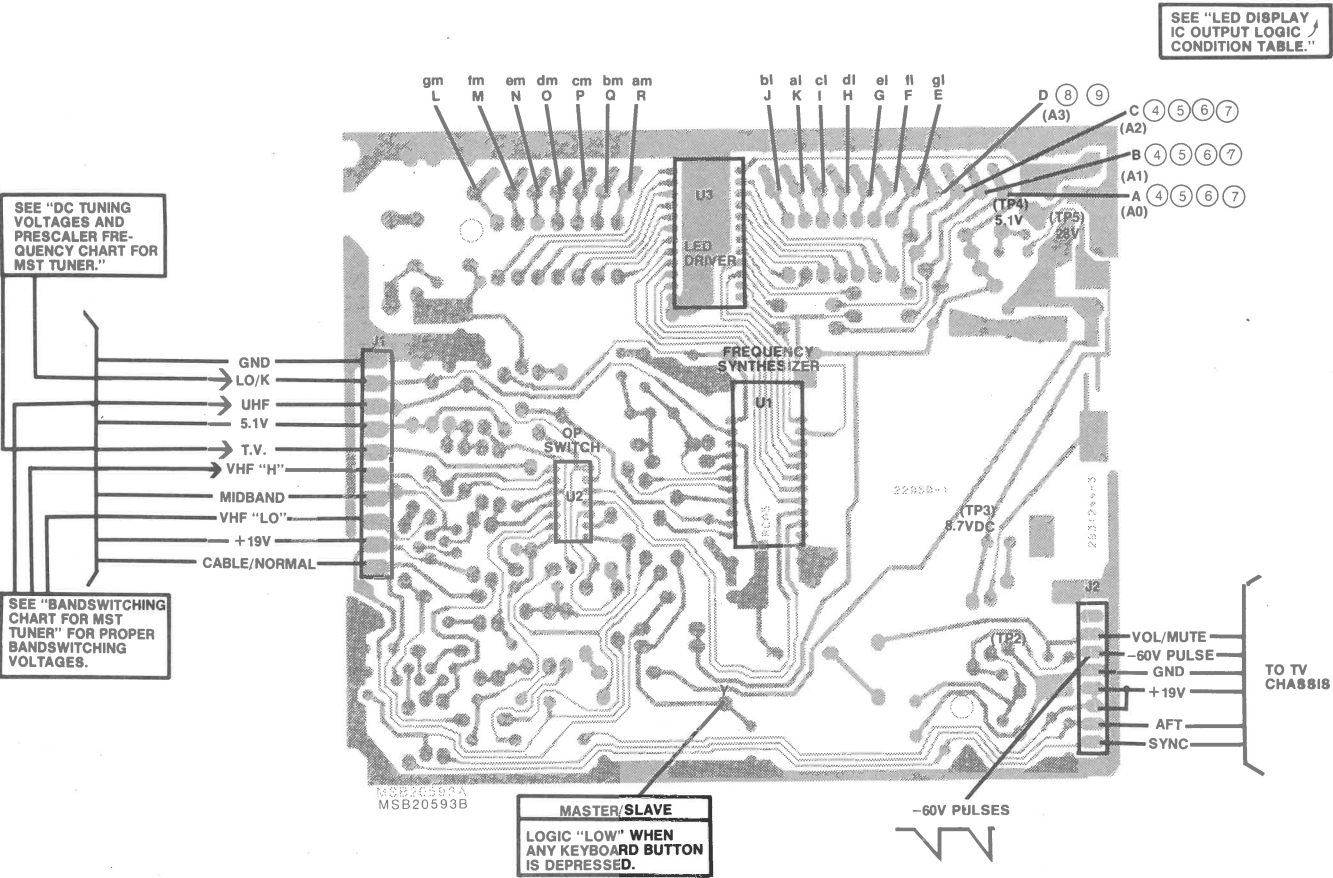 SEE "LED DISPLAY
IC OUTPUT LOGIC
CONDITION TABLE."
gm fm em dm cm bm am
L M N O P Q R
bl al cl dl el fl gl
J K I H G F E
D 8 9
(A3)
C 4 5 6 7
(A2)
B 4 5 6 7
(A1)
A 4 5 6 7
(A0)
(TP4)
5.1V
(TP5)
28V
U3
LED
DRIVER
SEE "DC TUNING
VOLTAGES AND
PRESCALER FRE-
QUENCY CHART FOR
MST TUNER."
J1
GND
LO/K
UHF
5.1V
T.V.
VHF "H"
MIDBAND
VHF "LO"
+19V
CABLE/NORMAL
FREQUENCY
SYNTHESIZER
U1
OP
SWITCH
U2
22950-1
(TP3)
8.7VDC
2931244-3
SEE "BANDSWITCHING
CHART FOR MST
TUNER" FOR PROPER
BANDSWITCHING
VOLTAGES.
J2
(TP2)
VOL/MUTE
-60V PULSE
GND
+19V
AFT
SYNC
TO TV
CHASSIS
Y
MSB20593A
MSB20593B
MASTER/SLAVE
LOGIC "LOW" WHEN
ANY KEYBOARD BUTTON
IS DEPRESSED.
-60V PULSES